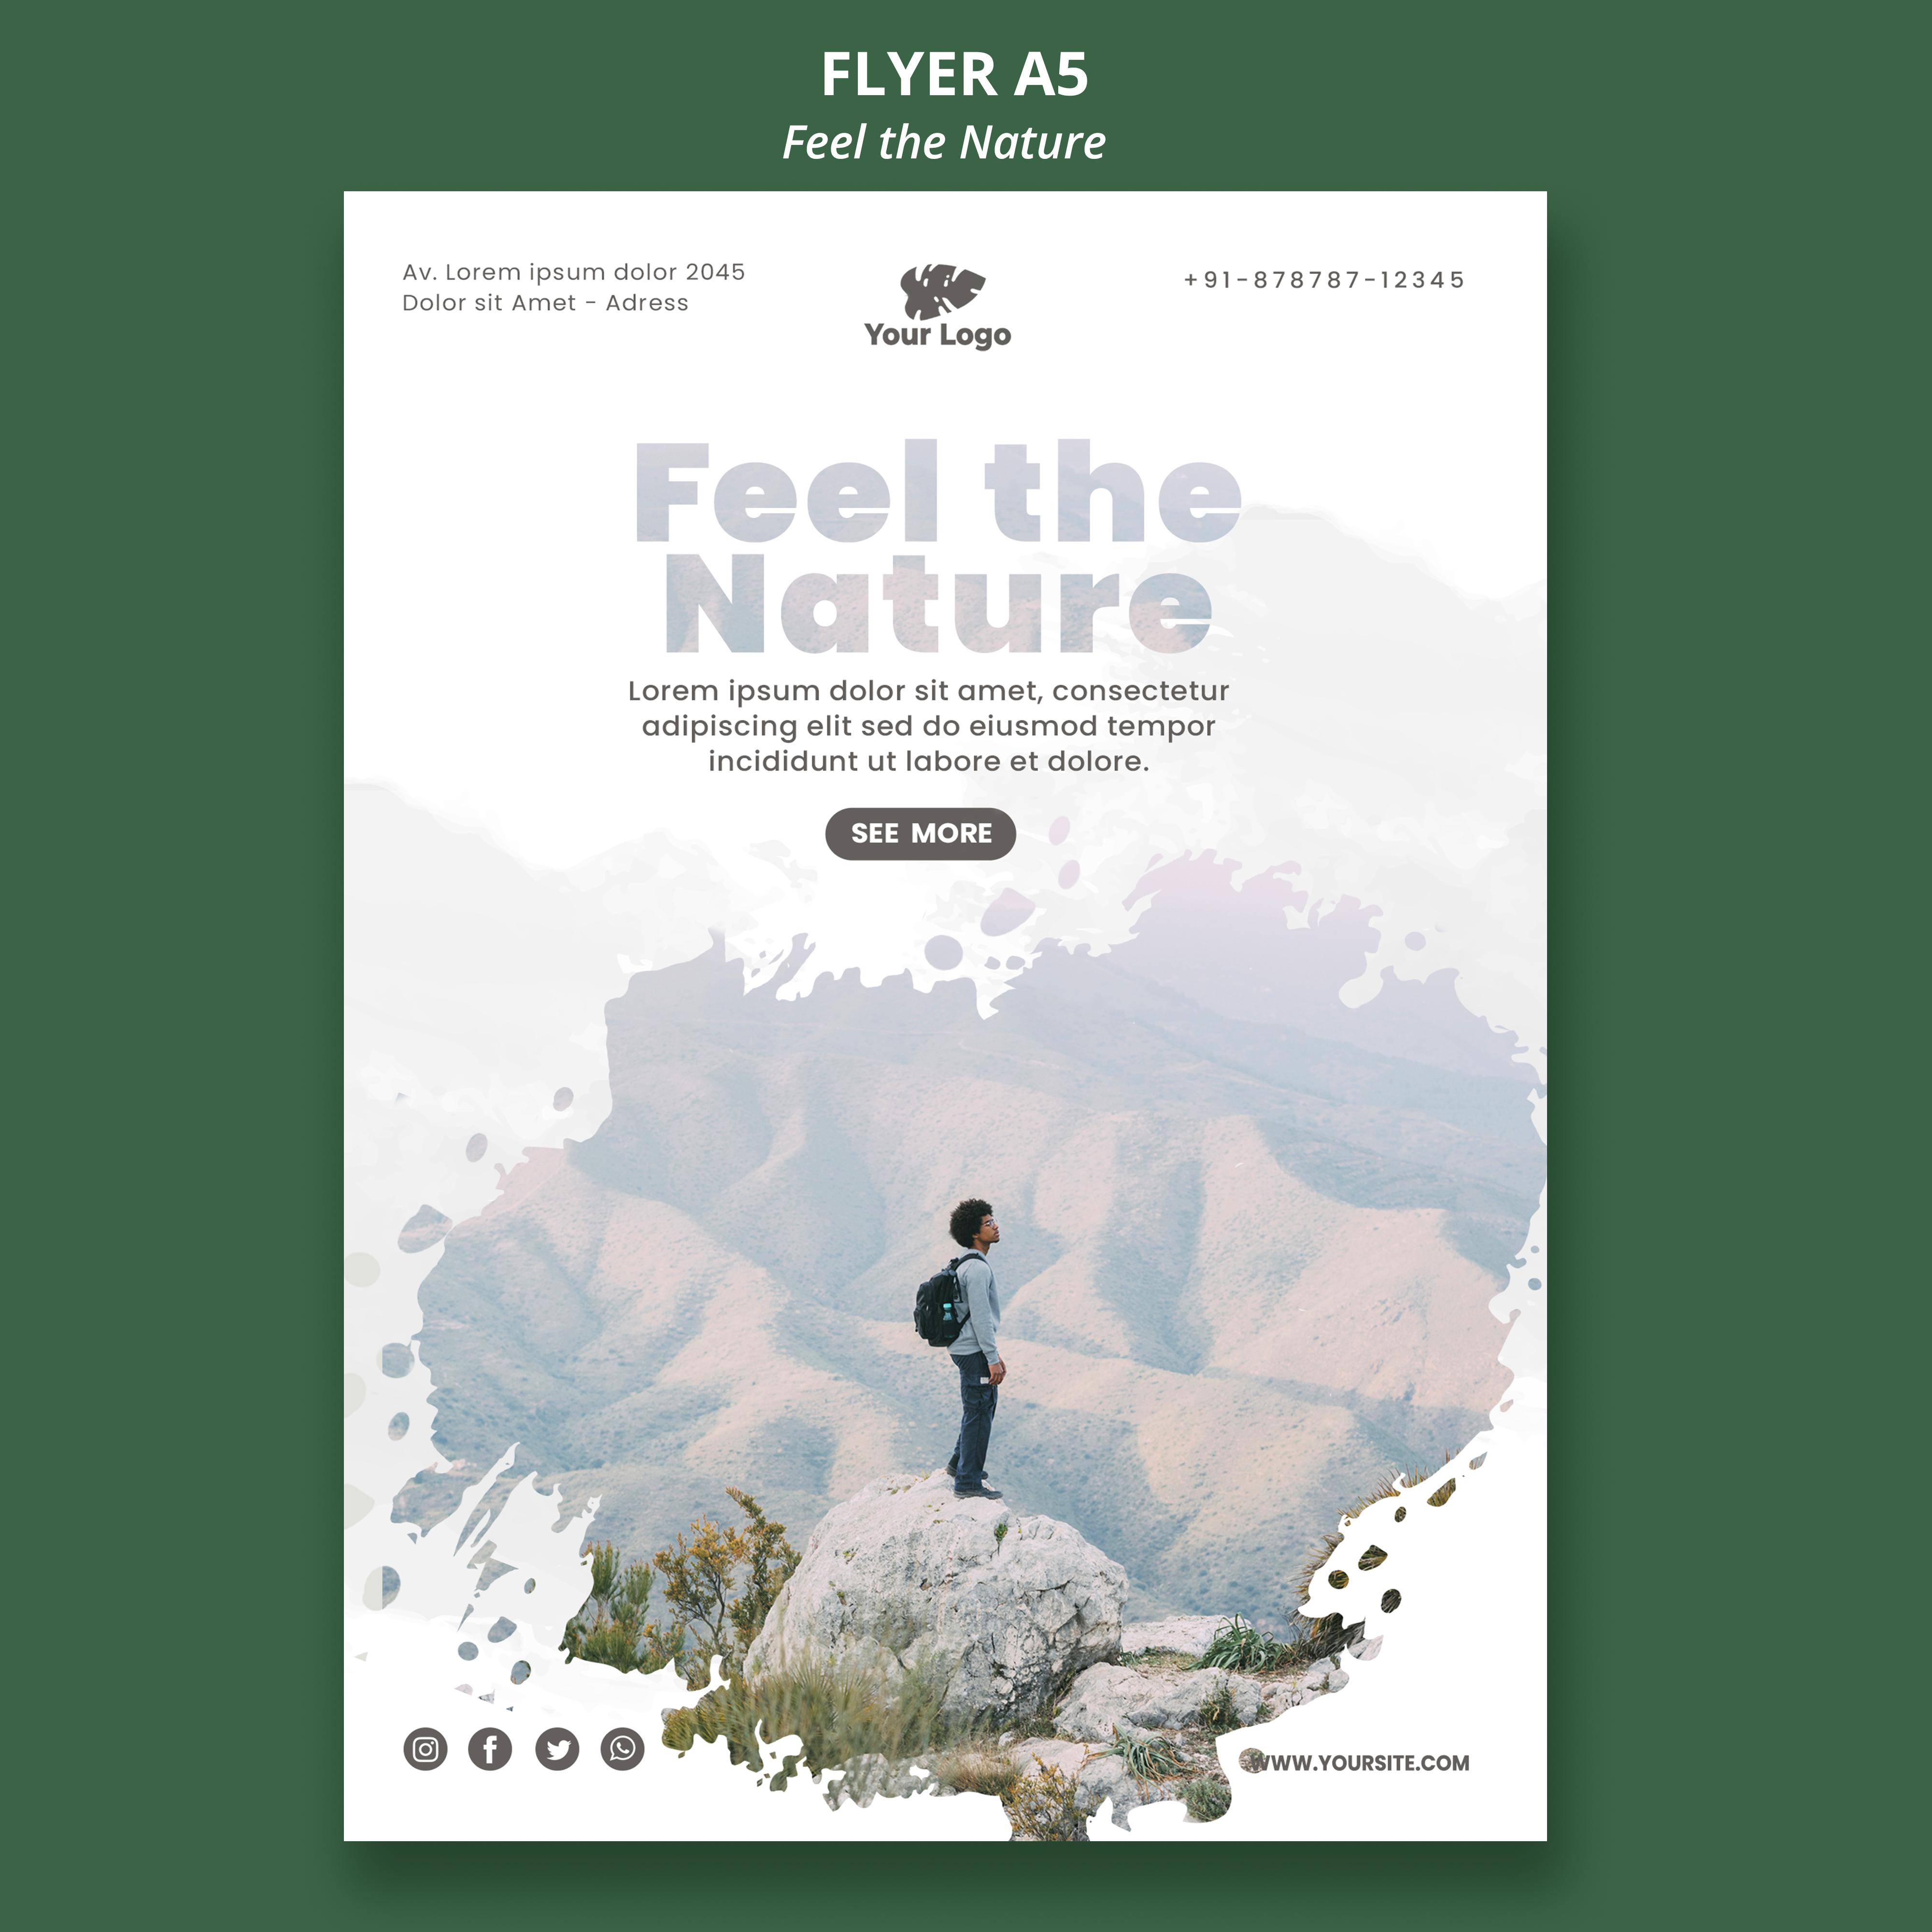 FLYER A5
Feel the Nature
Av. Lorem ipsum dolor 2045
Dolor sit Amet - Adress
Your Logo
+91-878787-12345
Feel the
Nature
Lorem ipsum dolor sit amet, consectetur
adipiscing elit sed do eiusmod tempor
incididunt ut labore et dolore.
SEE MORE
WWW.YOURSITE.COM